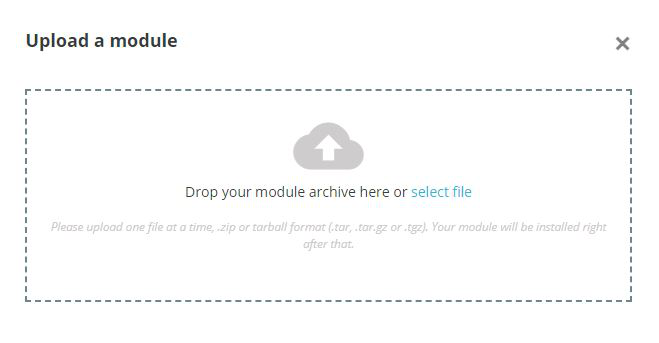 Upload a module
Drop your module archive here or select file
Please upload one file at a time, .zip or tarball format (.tar, .tar.gz or .tgz). Your module will be installed right
after that.